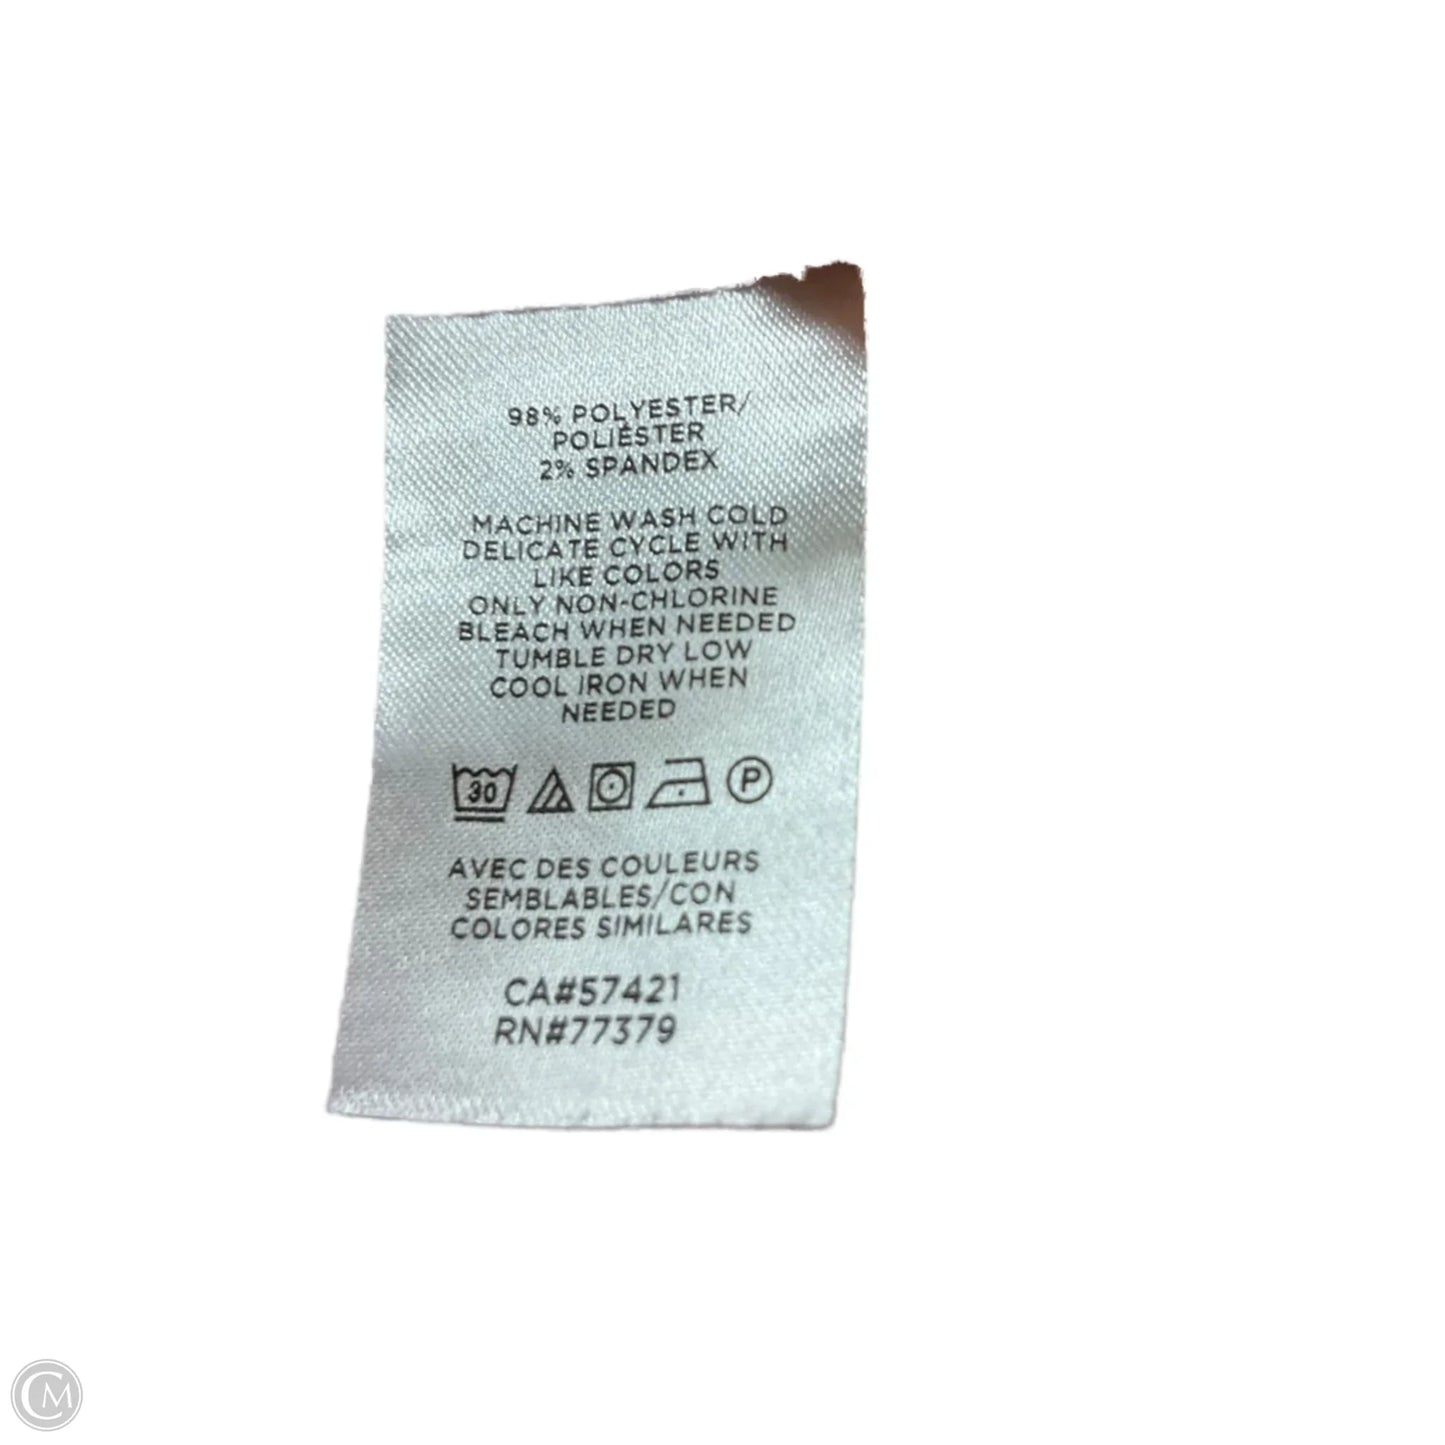 98% POLYESTER/
POLIÉSTER
2% SPANDEX
MACHINE WASH COLD
DELICATE CYCLE WITH
LIKE COLORS
ONLY NON-CHLORINE
BLEACH WHEN NEEDED
TUMBLE DRY LOW
COOL IRON WHEN
NEEDED
30 P
AVEC DES COULEURS
SEMBLABLES/CON
COLORES SIMILARES
CA#57421
RN#77379
CM